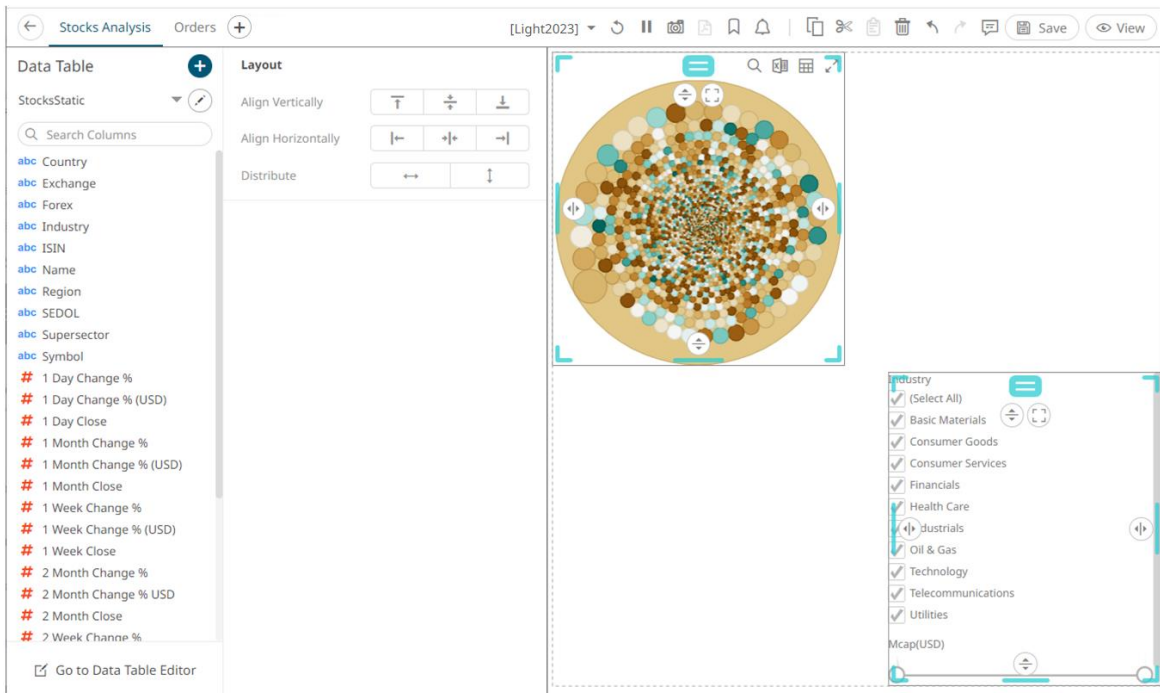 Stocks Analysis Orders
[Light2023] Save View
Data Table
StocksStatic
Search Columns
abc Country
abc Exchange
abc Forex
abc Industry
abc ISIN
abc Name
abc Region
abc SEDOL
abc Supersector
abc Symbol
# 1 Day Change %
# 1 Day Change % (USD)
# 1 Day Close
# 1 Month Change %
# 1 Month Change % (USD)
# 1 Month Close
# 1 Week Change %
# 1 Week Change % (USD)
# 1 Week Close
# 2 Month Change %
# 2 Month Change % USD
# 2 Month Close
# 2 Week Change %
Go to Data Table Editor
Layout
Align Vertically
Align Horizontally
Distribute
Industry
(Select All)
Basic Materials
Consumer Goods
Consumer Services
Financials
Health Care
Oil & Gas
Technology
Telecommunications
Utilities
Mcap(USD)